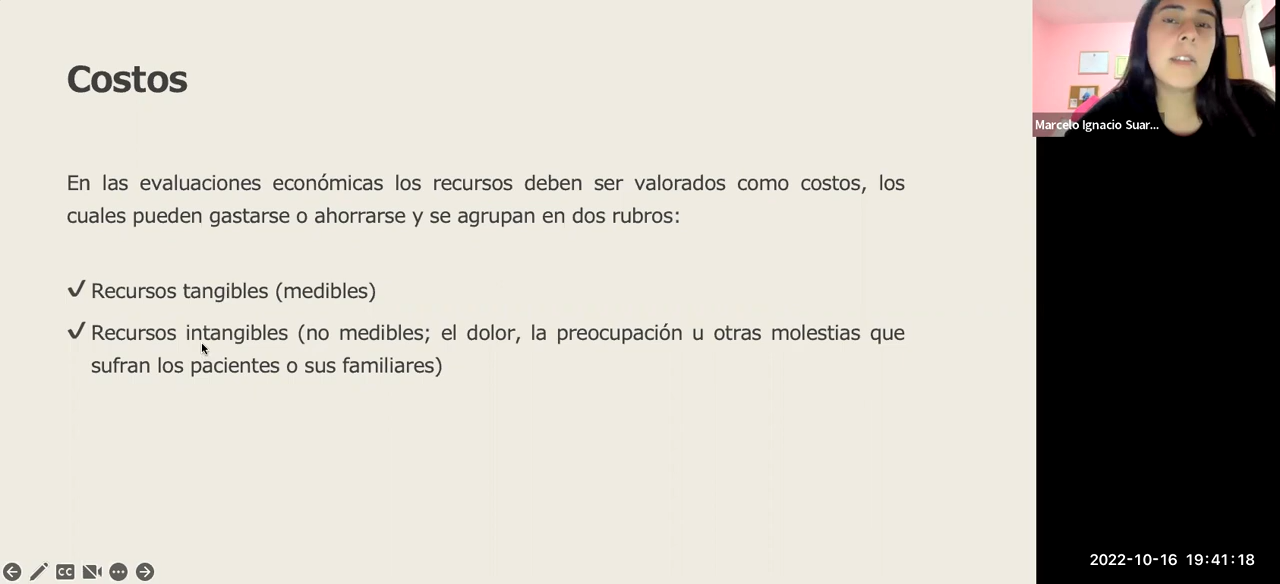 Costos
En las evaluaciones económicas los recursos deben ser valorados como costos, los
cuales pueden gastarse o ahorrarse y se agrupan en dos rubros:
✓ Recursos tangibles (medibles)
✓ Recursos intangibles (no medibles; el dolor, la preocupación u otras molestias que
sufran los pacientes o sus familiares)
Marcelo Ignacio Suar...
CC
2022-10-16 19:41:18